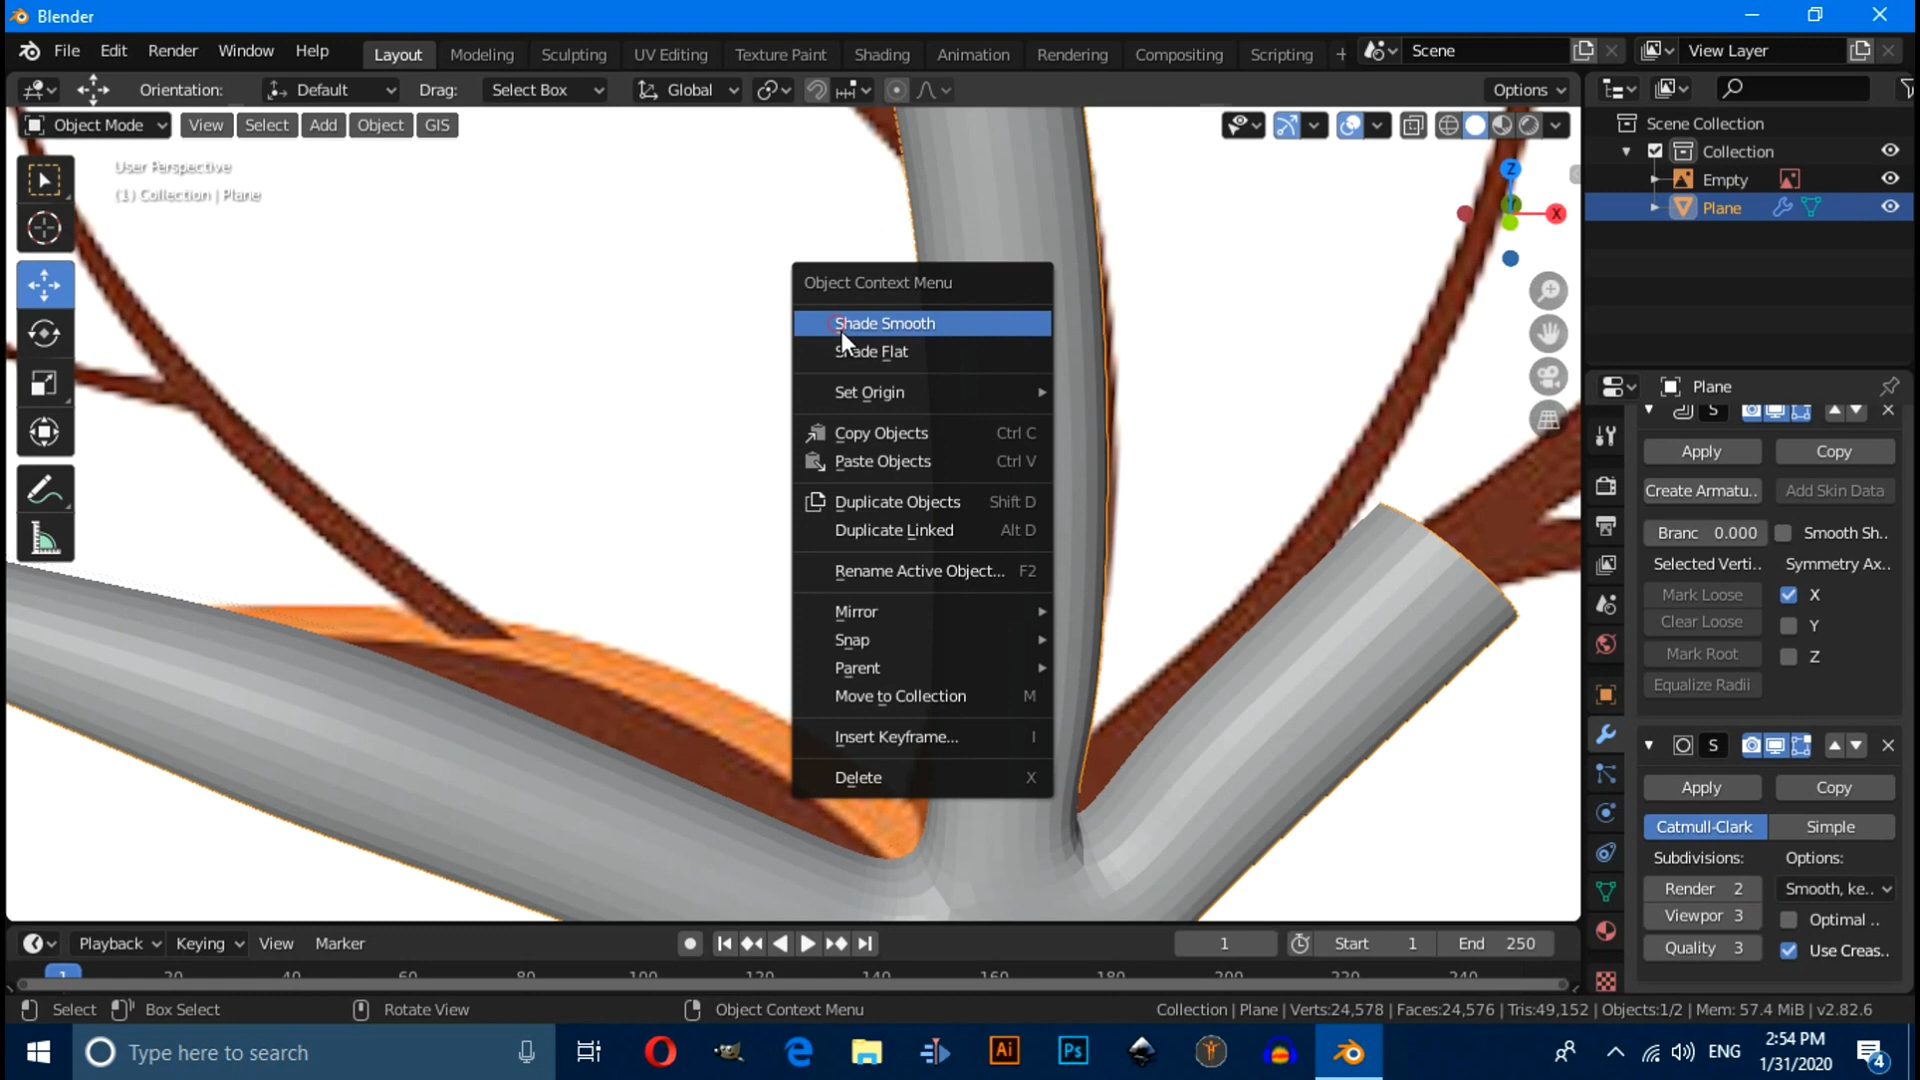 Blender
File Edit Render Window Help
Layout Modeling Sculpting UV Editing Texture Paint Shading Animation Rendering Compositing Scripting +
Scene
View Layer
Orientation: Default Drag: Select Box Global Options
Object Mode View Select Add Object GIS
User Perspective
(1) Collection | Plane
Z
X
Scene Collection
Collection
Empty
Plane
Object Context Menu
Shade Smooth
Shade Flat
Set Origin
Copy Objects Ctrl C
Paste Objects Ctrl V
Duplicate Objects Shift D
Duplicate Linked Alt D
Rename Active Object... F2
Mirror
Snap
Parent
Move to Collection M
Insert Keyframe... I
Delete X
Plane
S
Apply Copy
Create Armatu.. Add Skin Data
Branc 0.000 Smooth Sh..
Selected Verti.. Symmetry Ax..
Mark Loose X
Clear Loose Y
Mark Root Z
Equalize Radii
S
Apply Copy
Catmull-Clark Simple
Subdivisions: Options:
Render 2 Smooth, ke..
Viewpor 3 Optimal ..
Quality 3 Use Creas..
Playback Keying View Marker
1 Start 1 End 250
1 20 40 60 80 100 120 140 160 180 200 220 240
Select Box Select Rotate View Object Context Menu
Collection | Plane | Verts:24,578 | Faces:24,576 | Tris:49,152 | Objects:1/2 | Mem: 57.4 MiB | v2.82.6
Type here to search
Ai
Ps
ENG
2:54 PM
1/31/2020
4